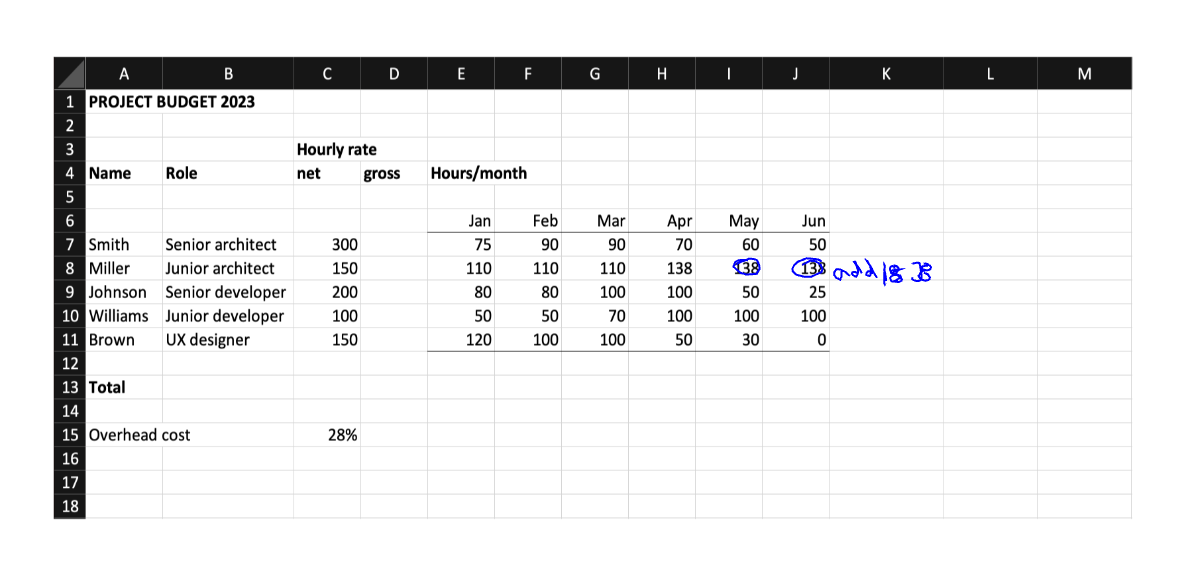 A B C D E F G H I J K L M
1 PROJECT BUDGET 2023
2
3 Hourly rate
4 Name Role net gross Hours/month
5
6 Jan Feb Mar Apr May Jun
7 Smith Senior architect 300 75 90 90 70 60 50
8 Miller Junior architect 150 110 110 110 138 138 138 add 38
9 Johnson Senior developer 200 80 80 100 100 50 25
10 Williams Junior developer 100 50 50 70 100 100 100
11 Brown UX designer 150 120 100 100 50 30 0
12
13 Total
14
15 Overhead cost 28%
16
17
18